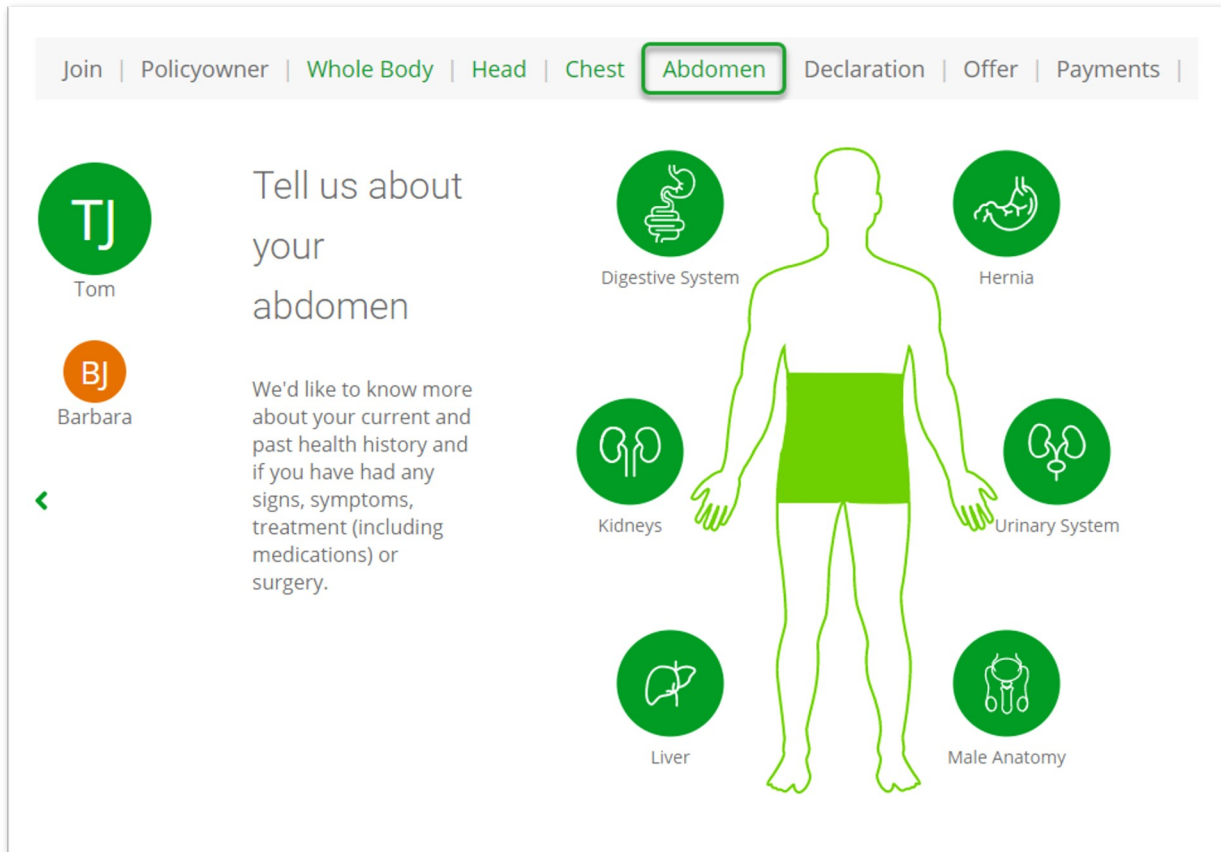 Join | Policyowner | Whole Body | Head | Chest Abdomen Declaration | Offer | Payments |
TJ
Tom
BJ
Barbara
Tell us about
your
abdomen
We'd like to know more
about your current and
past health history and
if you have had any
signs, symptoms,
treatment (including
medications) or
surgery.
Digestive System
Hernia
Kidneys
Urinary System
Liver
Male Anatomy